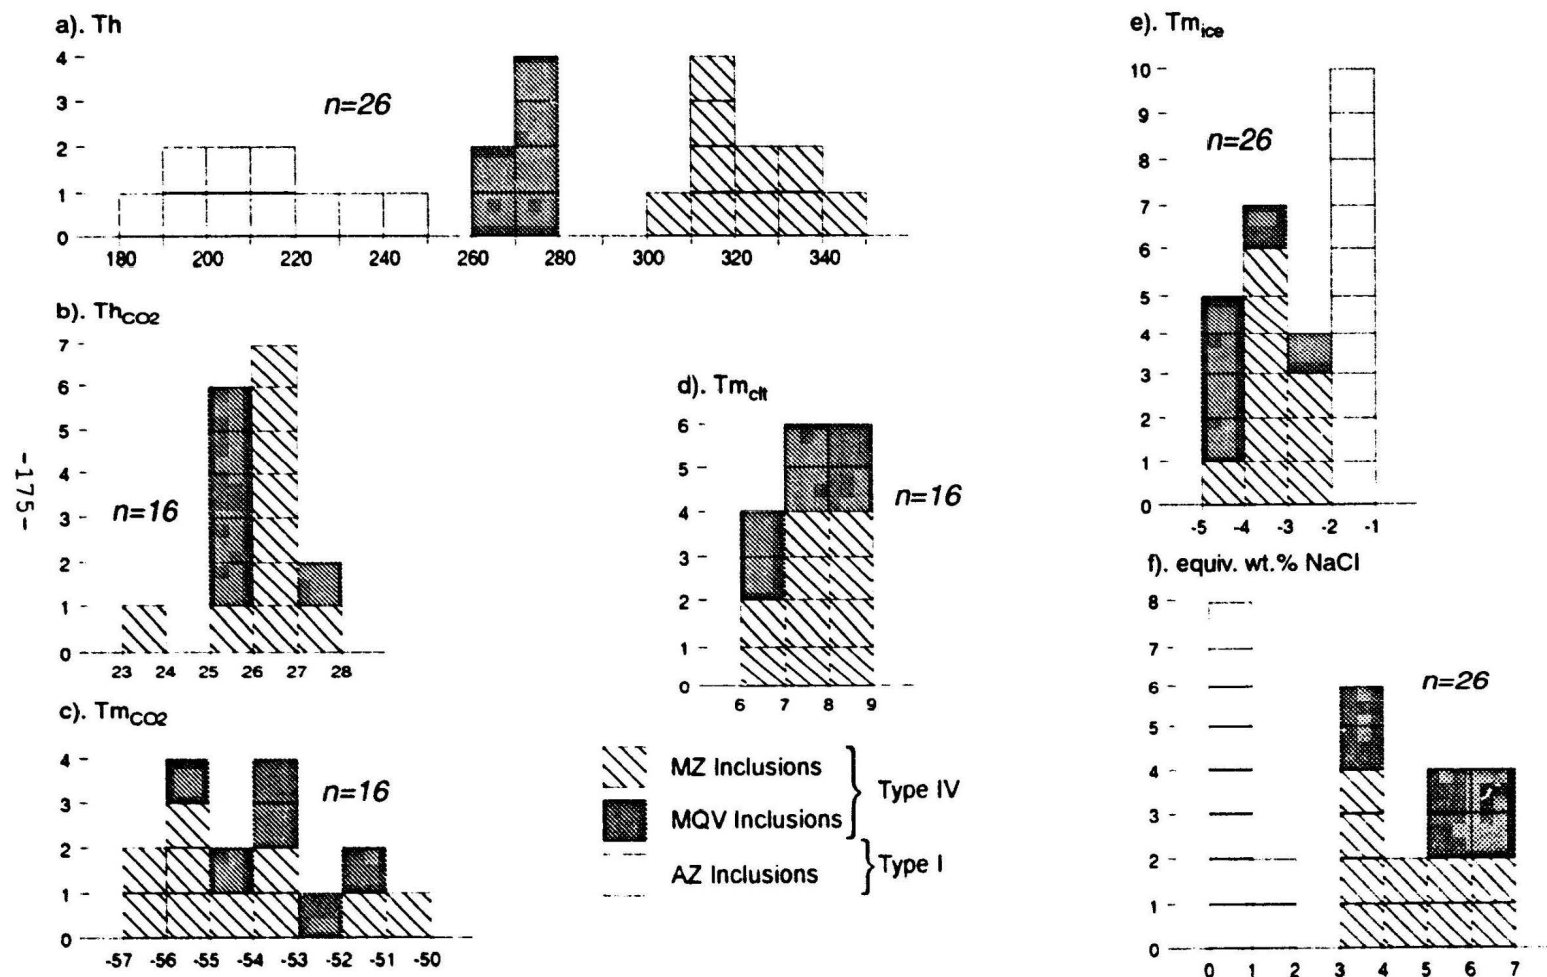 a). Th
4
3
2
1
0
n=26
180 200 220 240 260 280 300 320 340
b). ThCO2
7
6
5
4
3
2
1
0
n=16
23 24 25 26 27 28
c). TmCO2
4
3
2
1
0
n=16
-57 -56 -55 -54 -53 -52 -51 -50
-175-
d). Tmclt
6
5
4
3
2
1
0
n=16
6 7 8 9
MZ Inclusions
MQV Inclusions
Type IV
AZ Inclusions
Type I
e). Tmice
10
9
8
7
6
5
4
3
2
1
0
n=26
-5 -4 -3 -2 -1
f). equiv. wt.% NaCl
8
7
6
5
4
3
2
1
0
n=26
0 1 2 3 4 5 6 7